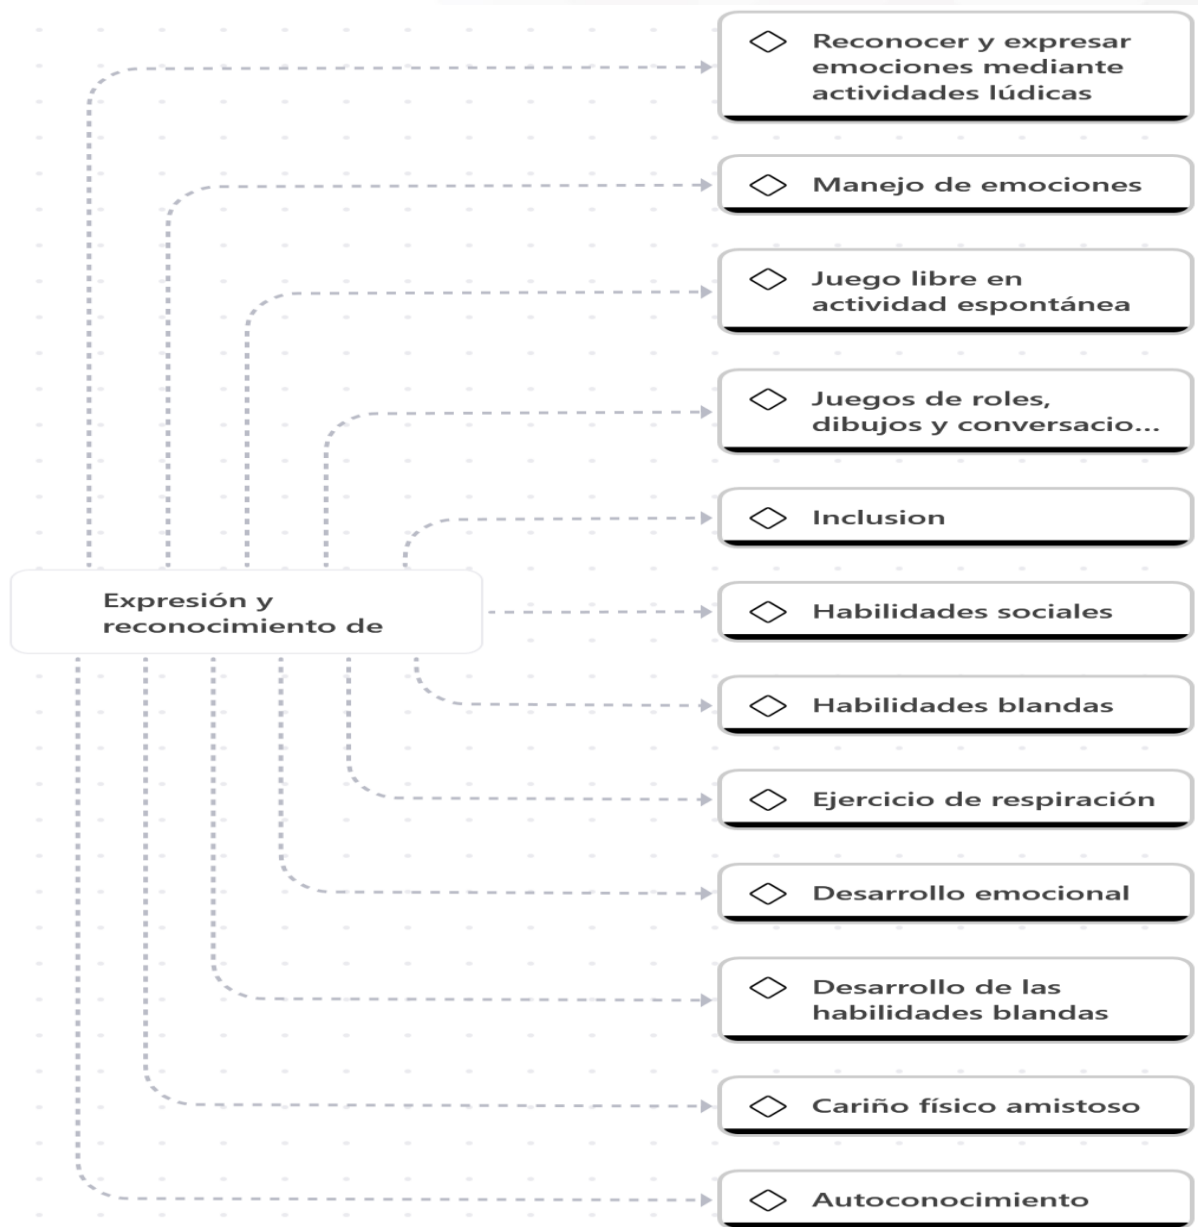 Reconocer y expresar
emociones mediante
actividades lúdicas
Manejo de emociones
Juego libre en
actividad espontánea
Juegos de roles,
dibujos y conversacio...
Inclusion
Expresión y
reconocimiento de
Habilidades sociales
Habilidades blandas
Ejercicio de respiración
Desarrollo emocional
Desarrollo de las
habilidades blandas
Cariño físico amistoso
Autoconocimiento